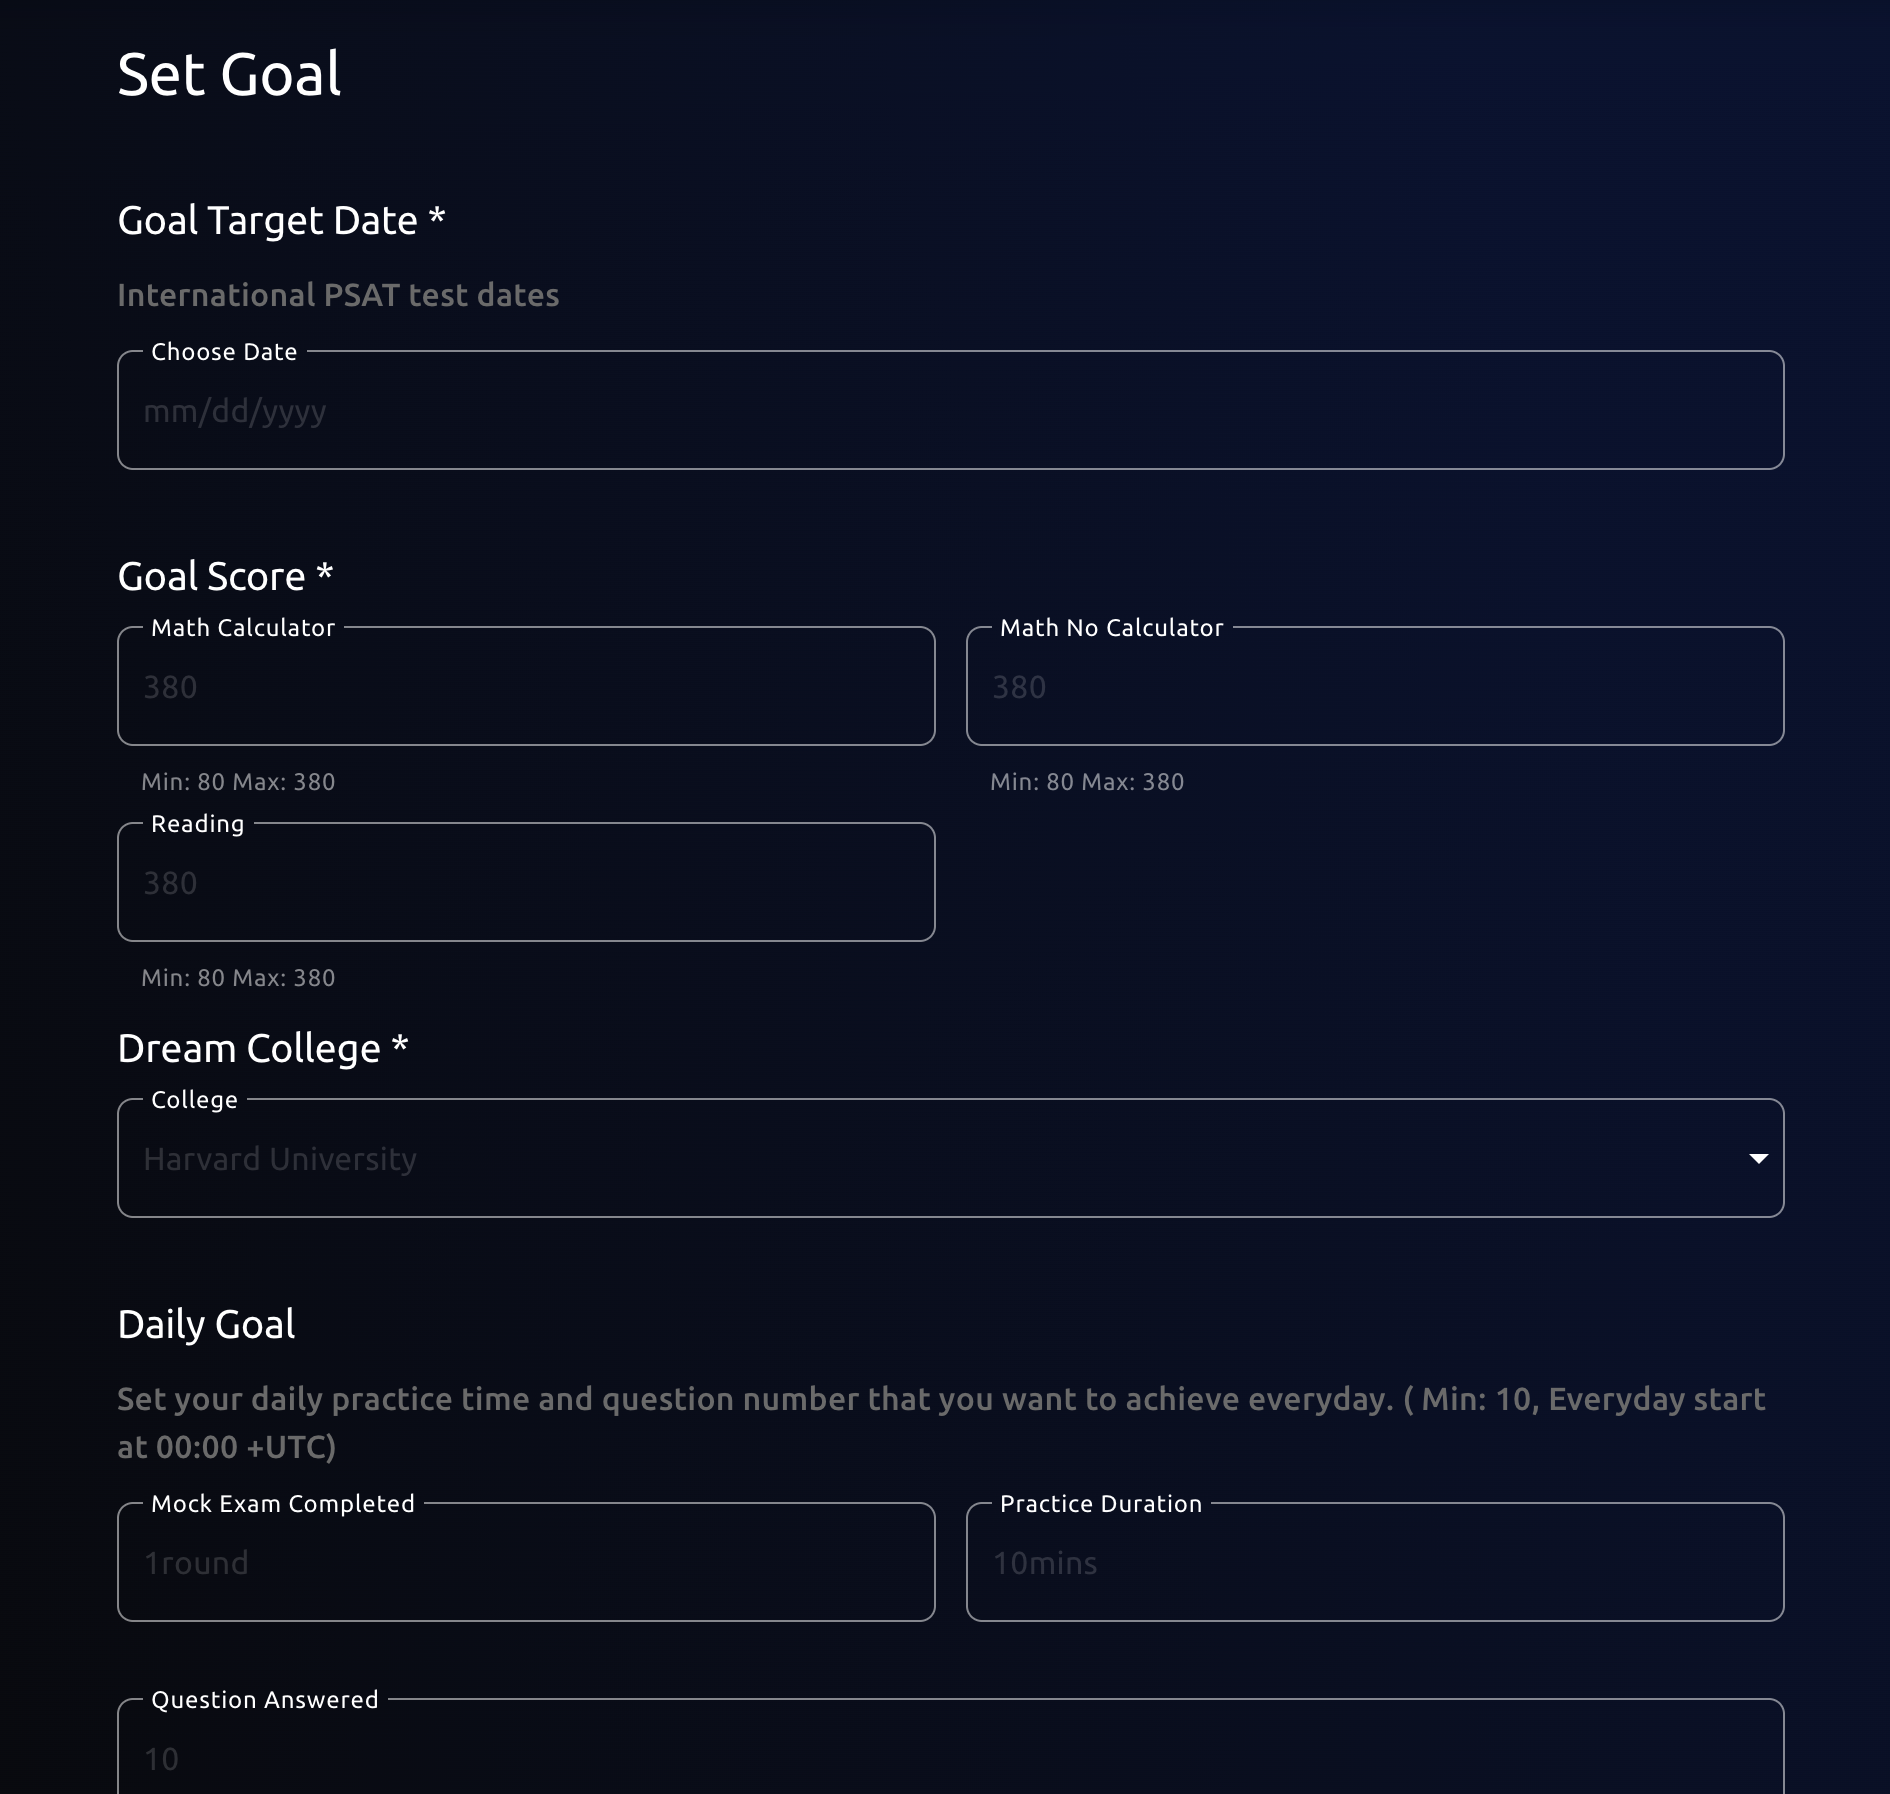 Set Goal
Goal Target Date *
International PSAT test dates
Choose Date
mm/dd/yyyy
Goal Score *
Math Calculator
380
Min: 80 Max: 380
Math No Calculator
380
Min: 80 Max: 380
Reading
380
Min: 80 Max: 380
Dream College *
College
Harvard University
Daily Goal
Set your daily practice time and question number that you want to achieve everyday. ( Min: 10, Everyday start
at 00:00 +UTC)
Mock Exam Completed
1round
Practice Duration
10mins
Question Answered
10